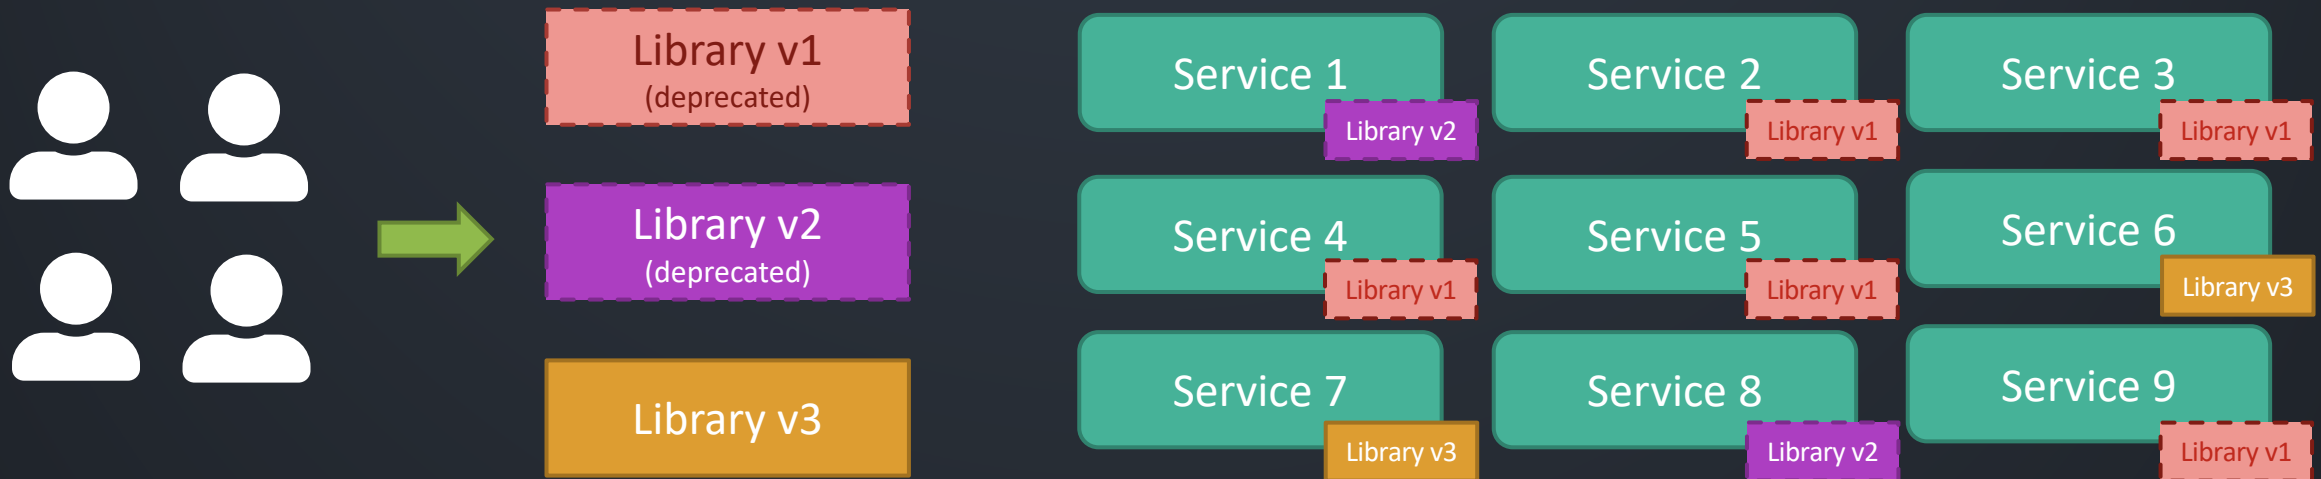 Library v1
(deprecated)
Library v2
(deprecated)
Library v3
Service 1
Library v2
Service 2
Library v1
Service 3
Library v1
Service 4
Library v1
Service 5
Library v1
Service 6
Library v3
Service 7
Library v3
Service 8
Library v2
Service 9
Library v1